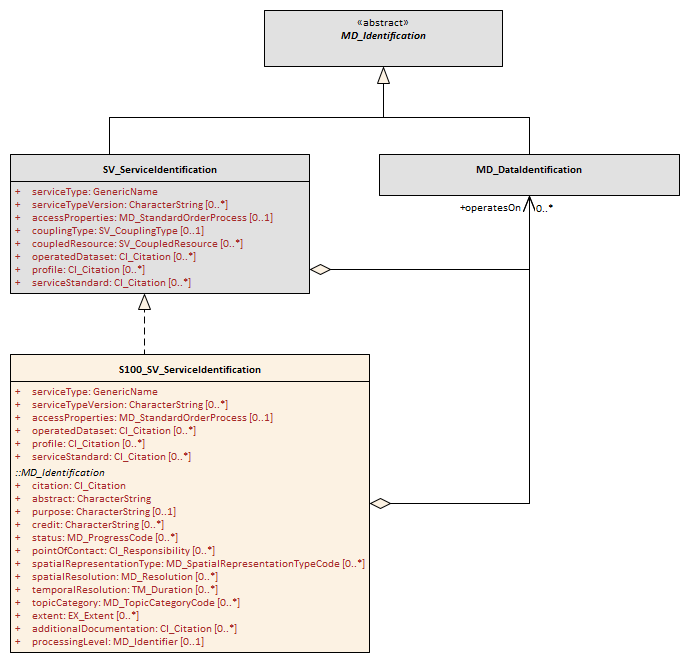 «abstract»
MD_Identification
SV_ServiceIdentification
+ serviceType: GenericName
+ serviceTypeVersion: CharacterString [0..*]
+ accessProperties: MD_StandardOrderProcess [0..1]
+ couplingType: SV_CouplingType [0..1]
+ coupledResource: SV_CoupledResource [0..*]
+ operatedDataset: CI_Citation [0..*]
+ profile: CI_Citation [0..*]
+ serviceStandard: CI_Citation [0..*]
MD_DataIdentification
+operatesOn 0..*
S100_SV_ServiceIdentification
+ serviceType: GenericName
+ serviceTypeVersion: CharacterString [0..*]
+ accessProperties: MD_StandardOrderProcess [0..1]
+ operatedDataset: CI_Citation [0..*]
+ profile: CI_Citation [0..*]
+ serviceStandard: CI_Citation [0..*]
::MD_Identification
+ citation: CI_Citation
+ abstract: CharacterString
+ purpose: CharacterString [0..1]
+ credit: CharacterString [0..*]
+ status: MD_ProgressCode [0..*]
+ pointOfContact: CI_Responsibility [0..*]
+ spatialRepresentationType: MD_SpatialRepresentationTypeCode [0..*]
+ spatialResolution: MD_Resolution [0..*]
+ temporalResolution: TM_Duration [0..*]
+ topicCategory: MD_TopicCategoryCode [0..*]
+ extent: EX_Extent [0..*]
+ additionalDocumentation: CI_Citation [0..*]
+ processingLevel: MD_Identifier [0..1]